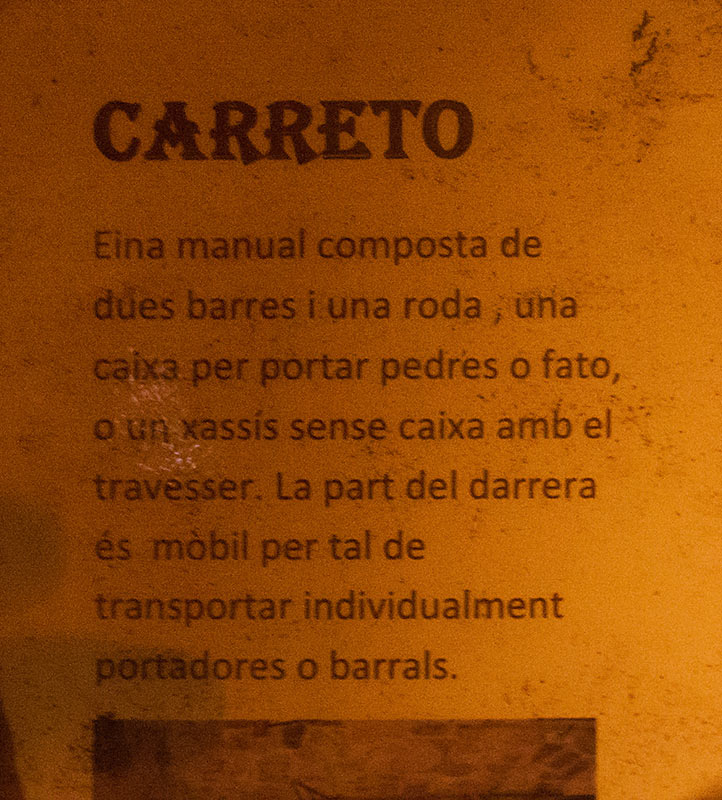 CARRETO
Eina manual composta de
dues barres i una roda , una
caixa per portar pedres o fato,
o un xassís sense caixa amb el
travesser. La part del darrera
és mòbil per tal de
transportar individualment
portadores o barrals.